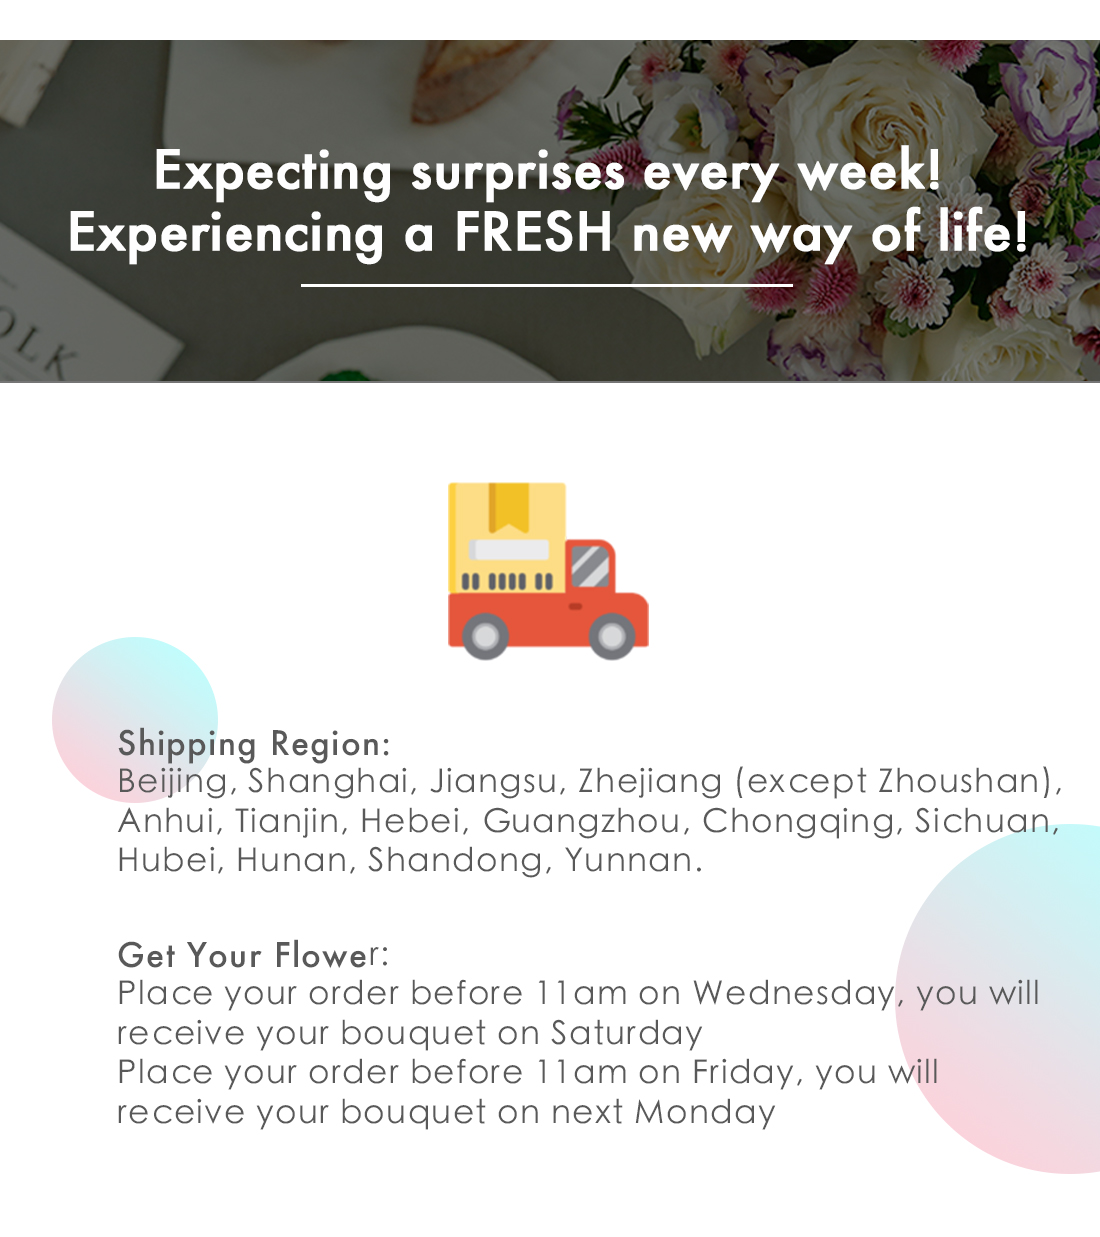 Expecting surprises every week!
Experiencing a FRESH new way of life!
OLK
Shipping Region:
Beijing, Shanghai, Jiangsu, Zhejiang (except Zhoushan),
Anhui, Tianjin, Hebei, Guangzhou, Chongqing, Sichuan,
Hubei, Hunan, Shandong, Yunnan.
Get Your Flower:
Place your order before 11am on Wednesday, you will
receive your bouquet on Saturday
Place your order before 11am on Friday, you will
receive your bouquet on next Monday